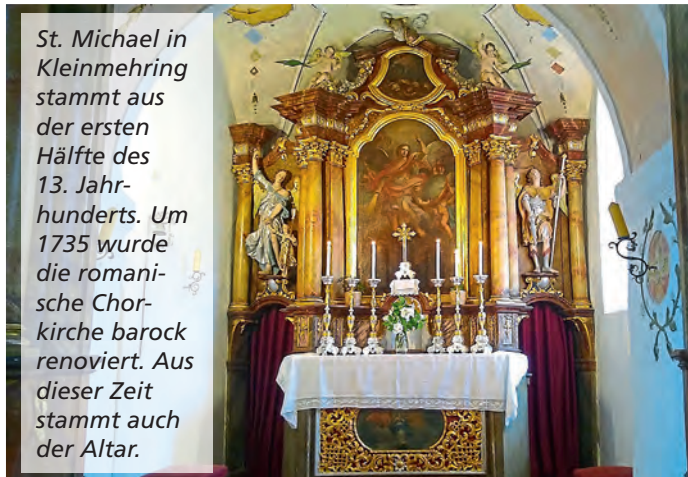 St. Michael in
Kleinmehring
stammt aus
der ersten
Hälfte des
13. Jahr-
hunderts. Um
1735 wurde
die romani-
sche Chor-
kirche barock
renoviert. Aus
dieser Zeit
stammt auch
der Altar.